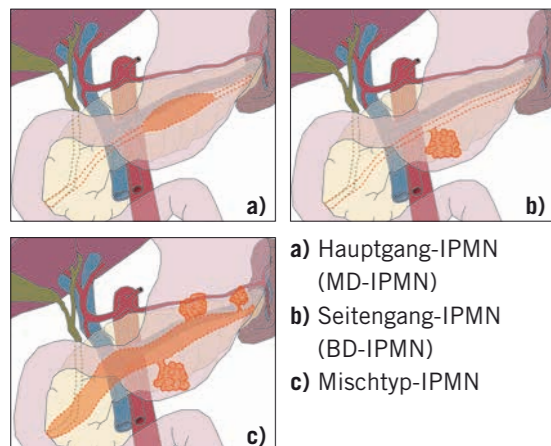 a)
b)
c)
a) Hauptgang-IPMN
(MD-IPMN)
b) Seitengang-IPMN
(BD-IPMN)
c) Mischtyp-IPMN